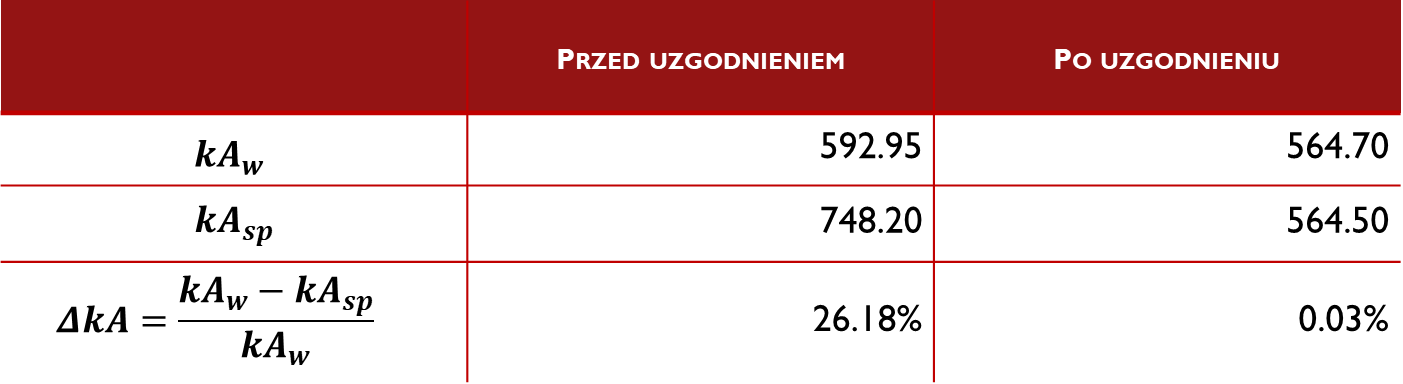 PRZED UZGODNIENIEM PO UZGODNIENIU
kA_w 592.95 564.70
kA_sp 748.20 564.50
ΔkA = (kA_w − kA_sp) / kA_w 26.18% 0.03%